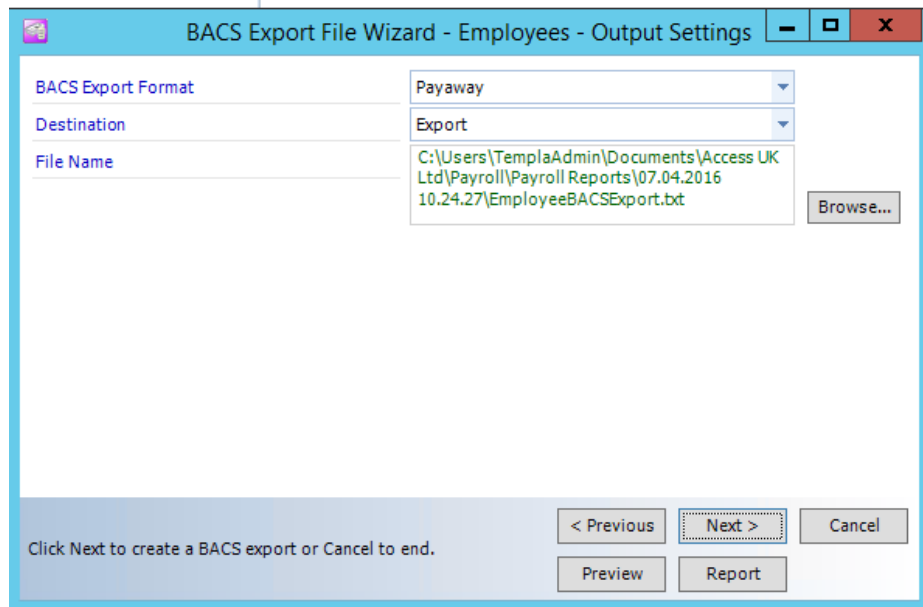 BACS Export File Wizard - Employees - Output Settings
BACS Export Format
Payaway
Destination
Export
File Name
C:\Users\TemplaAdmin\Documents\Access UK
Ltd\Payroll\Payroll Reports\07.04.2016
10.24.27\EmployeeBACSExport.txt
Browse...
Click Next to create a BACS export or Cancel to end.
< Previous
Next >
Cancel
Preview
Report